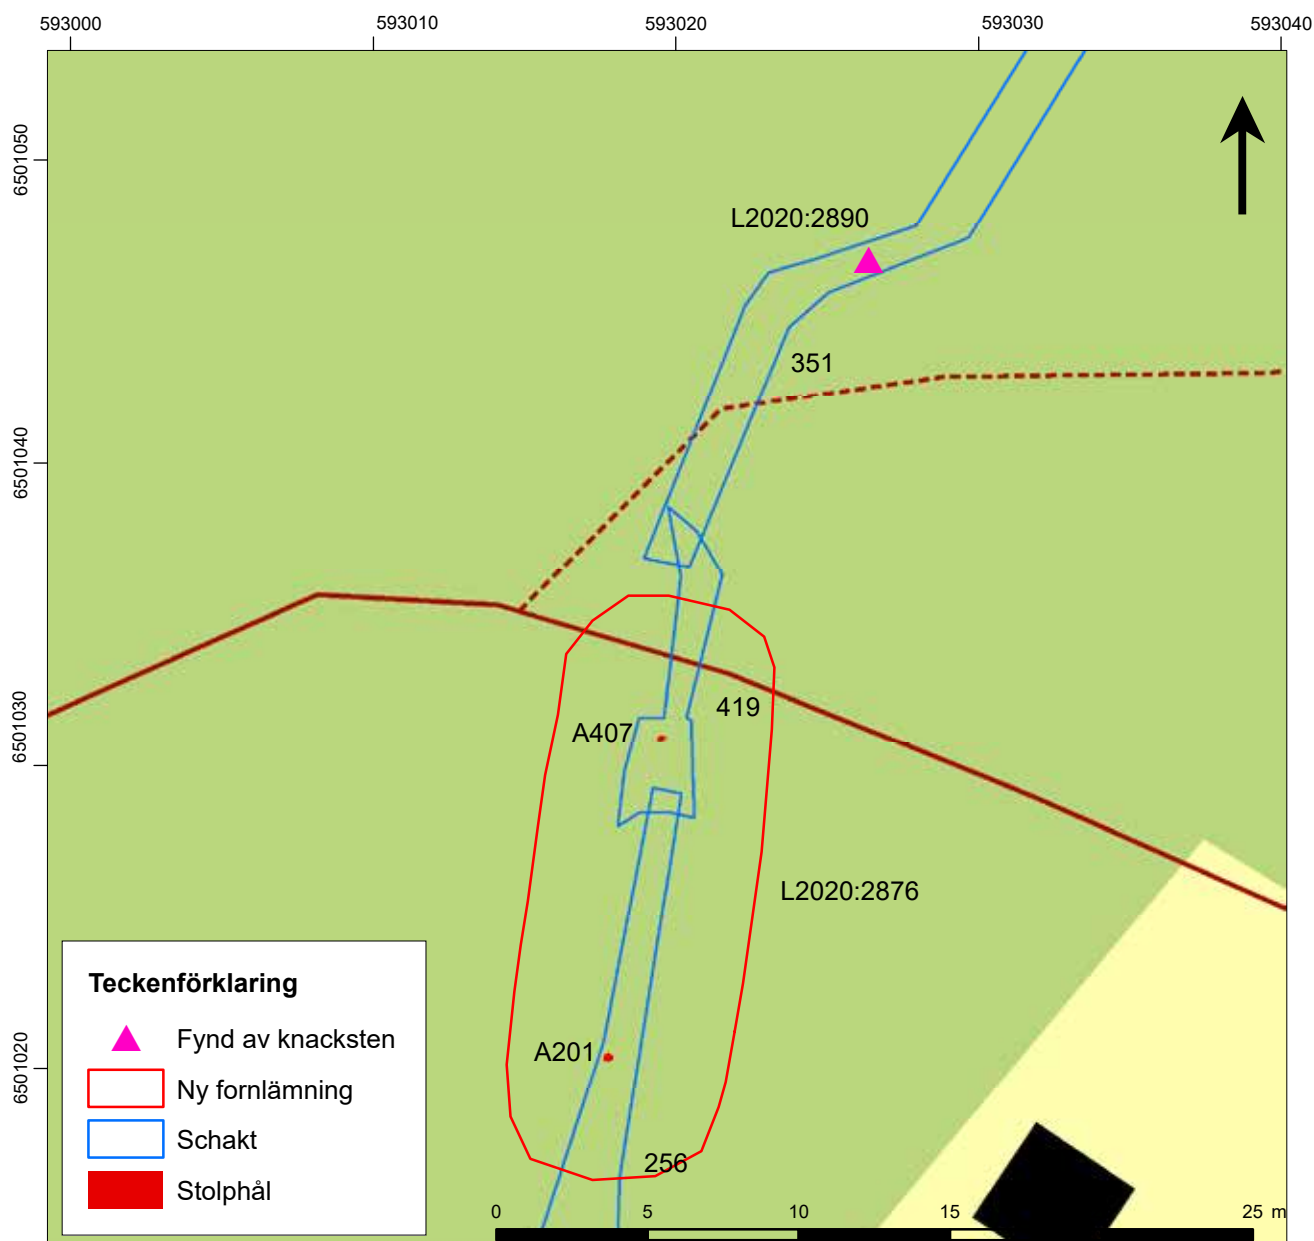 593000 593010 593020 593030 593040
6501050
L2020:2890
351
6501040
419
A407
6501030
L2020:2876
A201
6501020
256
Teckenförklaring
Fynd av knacksten
Ny fornlämning
Schakt
Stolphål
0 5 10 15 25 m